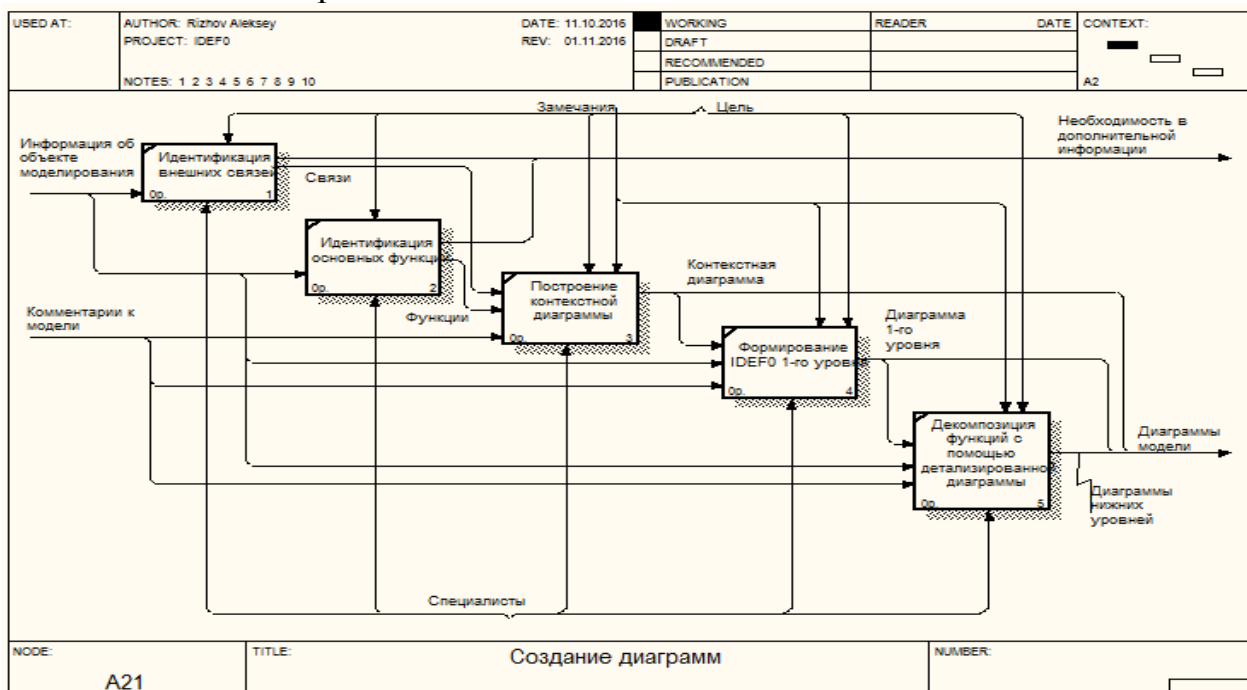 USED AT:
AUTHOR: Rizhov Aleksey
DATE: 11.10.2016
WORKING
READER
DATE
CONTEXT:
PROJECT: IDEF0
REV: 01.11.2016
DRAFT
RECOMMENDED
NOTES: 1 2 3 4 5 6 7 8 9 10
PUBLICATION
A2
Замечания
Цель
Необходимость в
дополнительной
информации
Информация об
объекте
моделирования
Идентификация
внешних связей
0р.
1
Связи
Идентификация
основных функци
0р.
2
Функции
Комментарии к
модели
Построение
контекстной
диаграммы
0р.
3
Контекстная
диаграмма
Формирование
IDEF0 1-го уровня
0р.
4
Диаграмма
1-го
уровня
Декомпозиция
функций с
помощью
детализированной
диаграммы
0р.
5
Диаграммы
модели
Диаграммы
нижних
уровней
Специалисты
NODE:
TITLE:
Создание диаграмм
NUMBER:
A21